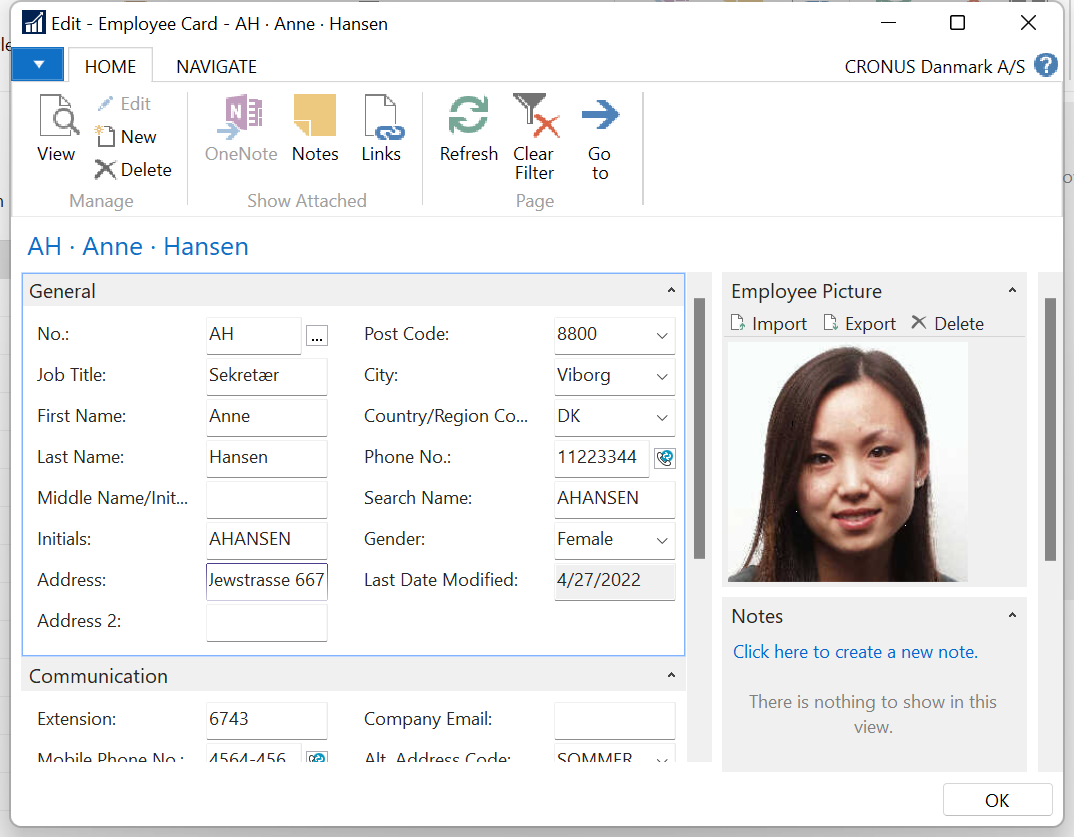 Edit - Employee Card - AH · Anne · Hansen
HOME NAVIGATE CRONUS Danmark A/S ?
View
Edit
New
Delete
Manage
OneNote Notes Links
Show Attached
Refresh Clear Filter Go to
Page
AH · Anne · Hansen
General
No.: AH ...
Job Title: Sekretær
First Name: Anne
Last Name: Hansen
Middle Name/Init...
Initials: AHANSEN
Address: Jewstrasse 667
Address 2:
Post Code: 8800
City: Viborg
Country/Region Co... DK
Phone No.: 11223344
Search Name: AHANSEN
Gender: Female
Last Date Modified: 4/27/2022
Communication
Extension: 6743
Mobile Phone No.: 4564-456
Company Email:
Alt. Address Code: SOMMER
Employee Picture
Import Export Delete
Notes
Click here to create a new note.
There is nothing to show in this
view.
OK